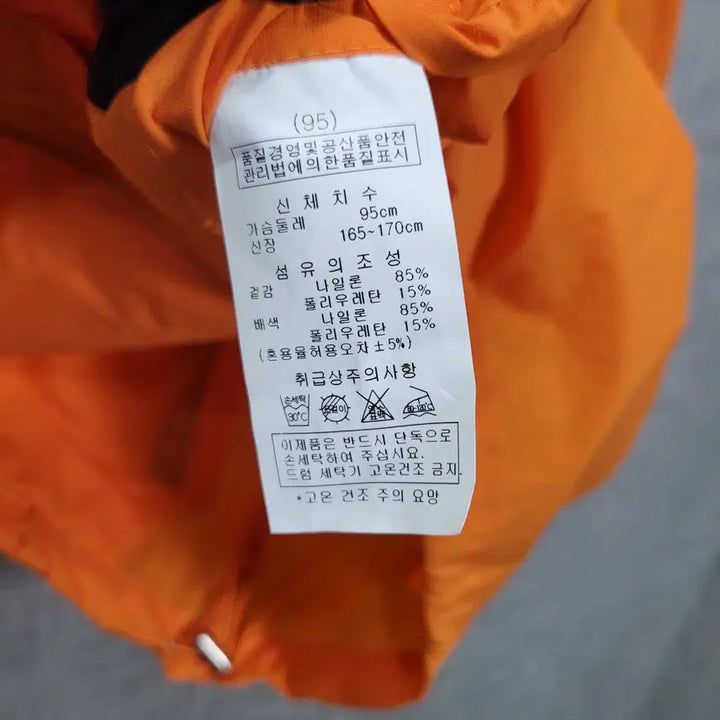 (95)
품질경영및공산품안전
관리법에의한품질표시
신체치수
가슴둘레 95cm
신장 165~170cm
섬유의조성
겉감 나일론 85%
폴리우레탄 15%
배색 나일론 85%
폴리우레탄 15%
(혼용율허용오차±5%)
취급상주의사항
손세탁
30℃
이제품은 반드시 단독으로
손세탁하여 주십시요.
드럼 세탁기 고온건조 금지.
*고온 건조 주의 요망